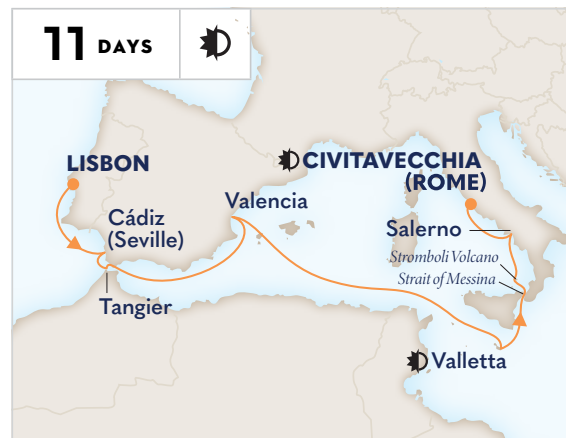 11 DAYS
LISBON
CIVITAVECCHIA
(ROME)
Cádiz
(Seville)
Valencia
Salerno
Stromboli Volcano
Strait of Messina
Tangier
Valletta